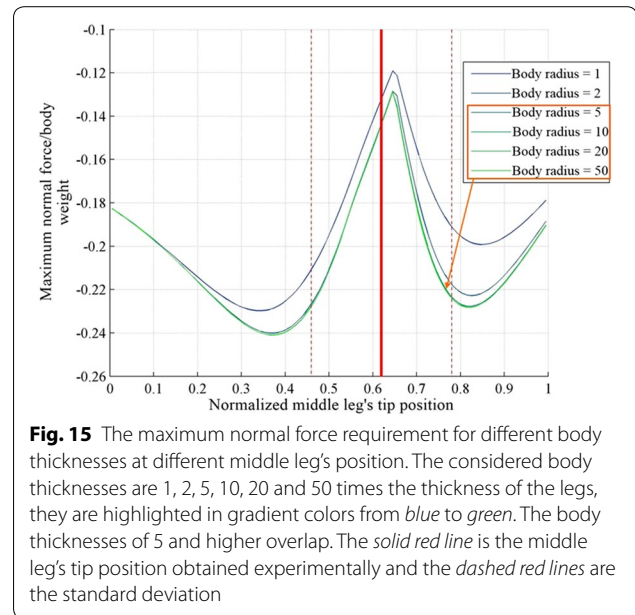 -0.1
-0.12
-0.14
-0.16
-0.18
-0.2
-0.22
-0.24
-0.26
Maximum normal force/body
weight
Body radius = 1
Body radius = 2
Body radius = 5
Body radius = 10
Body radius = 20
Body radius = 50
0 0.1 0.2 0.3 0.4 0.5 0.6 0.7 0.8 0.9 1
Normalized middle leg's tip position
Fig. 15 The maximum normal force requirement for different body
thicknesses at different middle leg's position. The considered body
thicknesses are 1, 2, 5, 10, 20 and 50 times the thickness of the legs,
they are highlighted in gradient colors from blue to green. The body
thicknesses of 5 and higher overlap. The solid red line is the middle
leg's tip position obtained experimentally and the dashed red lines are
the standard deviation